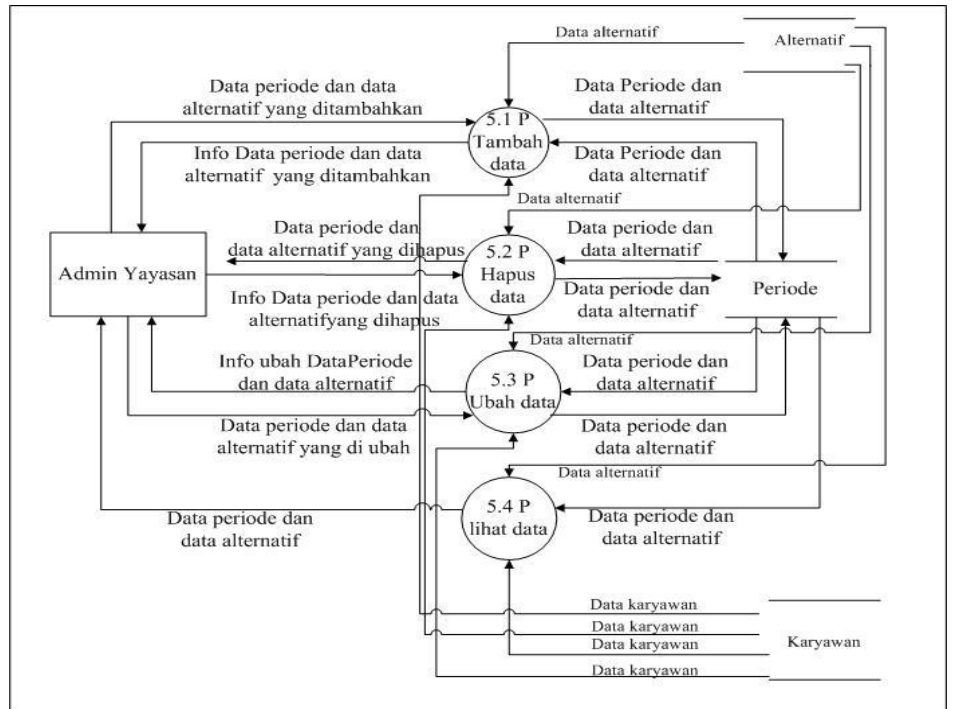 Data alternatif
Alternatif
Data periode dan data
alternatif yang ditambahkan
Data Periode dan
data alternatif
5.1 P
Tambah
data
Info Data periode dan data
alternatif yang ditambahkan
Data Periode dan
data alternatif
Data alternatif
Data periode dan
data alternatif yang dihapus
Data periode dan
data alternatif
5.2 P
Hapus
data
Admin Yayasan
Info Data periode dan data
alternatifyang dihapus
Data periode dan
data alternatif
Periode
Data alternatif
Info ubah DataPeriode
dan data alternatif
Data periode dan
data alternatif
5.3 P
Ubah data
Data periode dan data
alternatif yang di ubah
Data periode dan
data alternatif
Data alternatif
5.4 P
lihat data
Data periode dan
data alternatif
Data periode dan
data alternatif
Data karyawan
Data karyawan
Data karyawan
Data karyawan
Karyawan